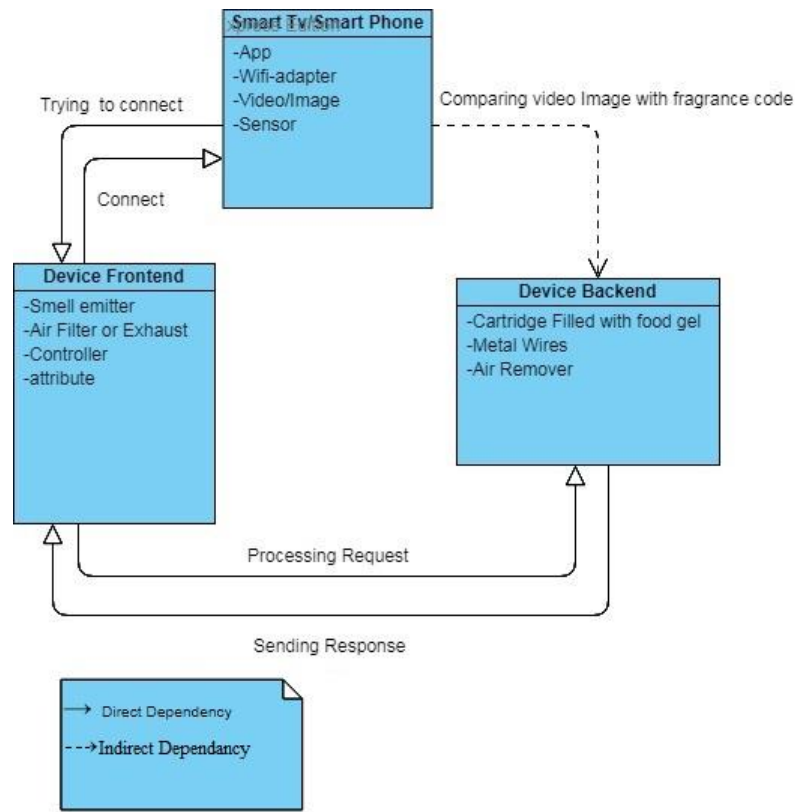 Smart Tv/Smart Phone
xpress Edition
-App
-Wifi-adapter
-Video/Image
-Sensor
Trying to connect
Comparing video Image with fragrance code
Connect
Device Frontend
-Smell emitter
-Air Filter or Exhaust
-Controller
-attribute
Device Backend
-Cartridge Filled with food gel
-Metal Wires
-Air Remover
Processing Request
Sending Response
Direct Dependency
Indirect Dependancy